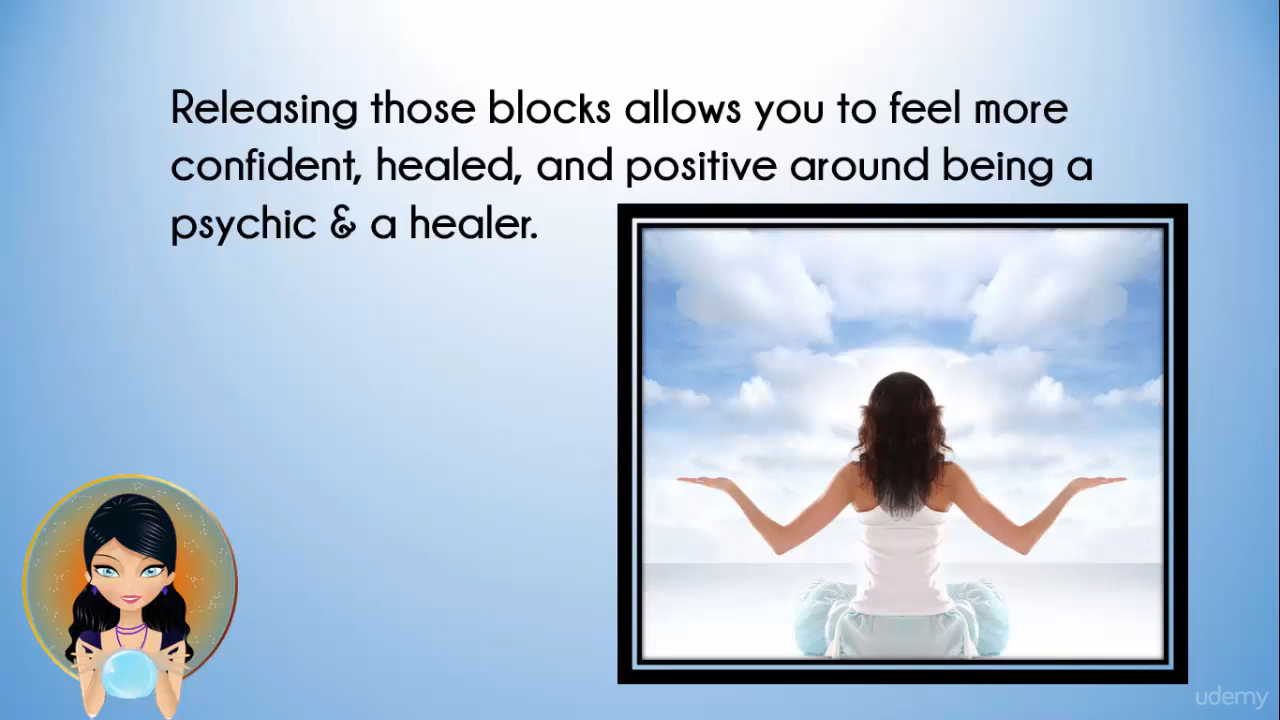 Releasing those blocks allows you to feel more
confident, healed, and positive around being a
psychic & a healer.
udemy